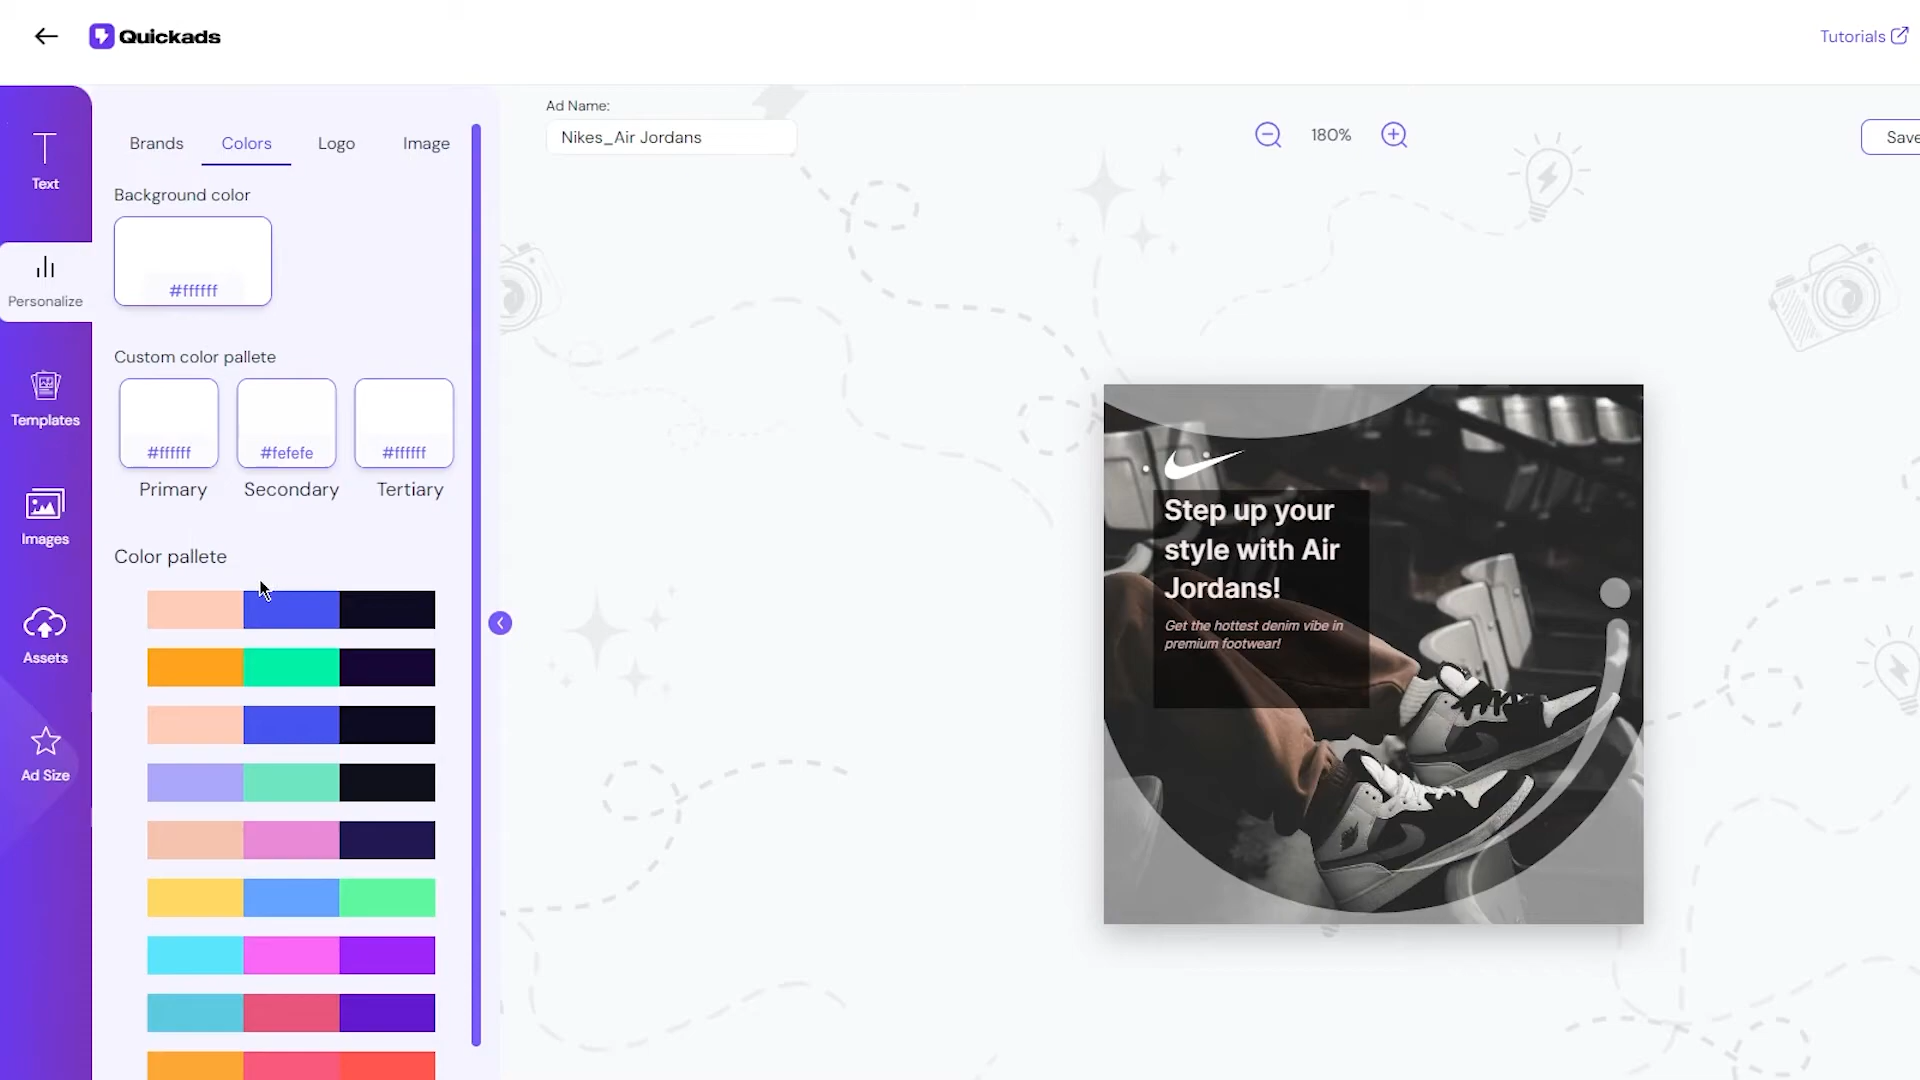 Quickads
Tutorials
Text
Personalize
Templates
Images
Assets
Ad Size
Brands
Colors
Logo
Image
Background color
#ffffff
Custom color pallete
#ffffff
#fefefe
#ffffff
Primary
Secondary
Tertiary
Color pallete
Ad Name:
Nikes_Air Jordans
180%
Save
Step up your
style with Air
Jordans!
Get the hottest denim vibe in
premium footwear!